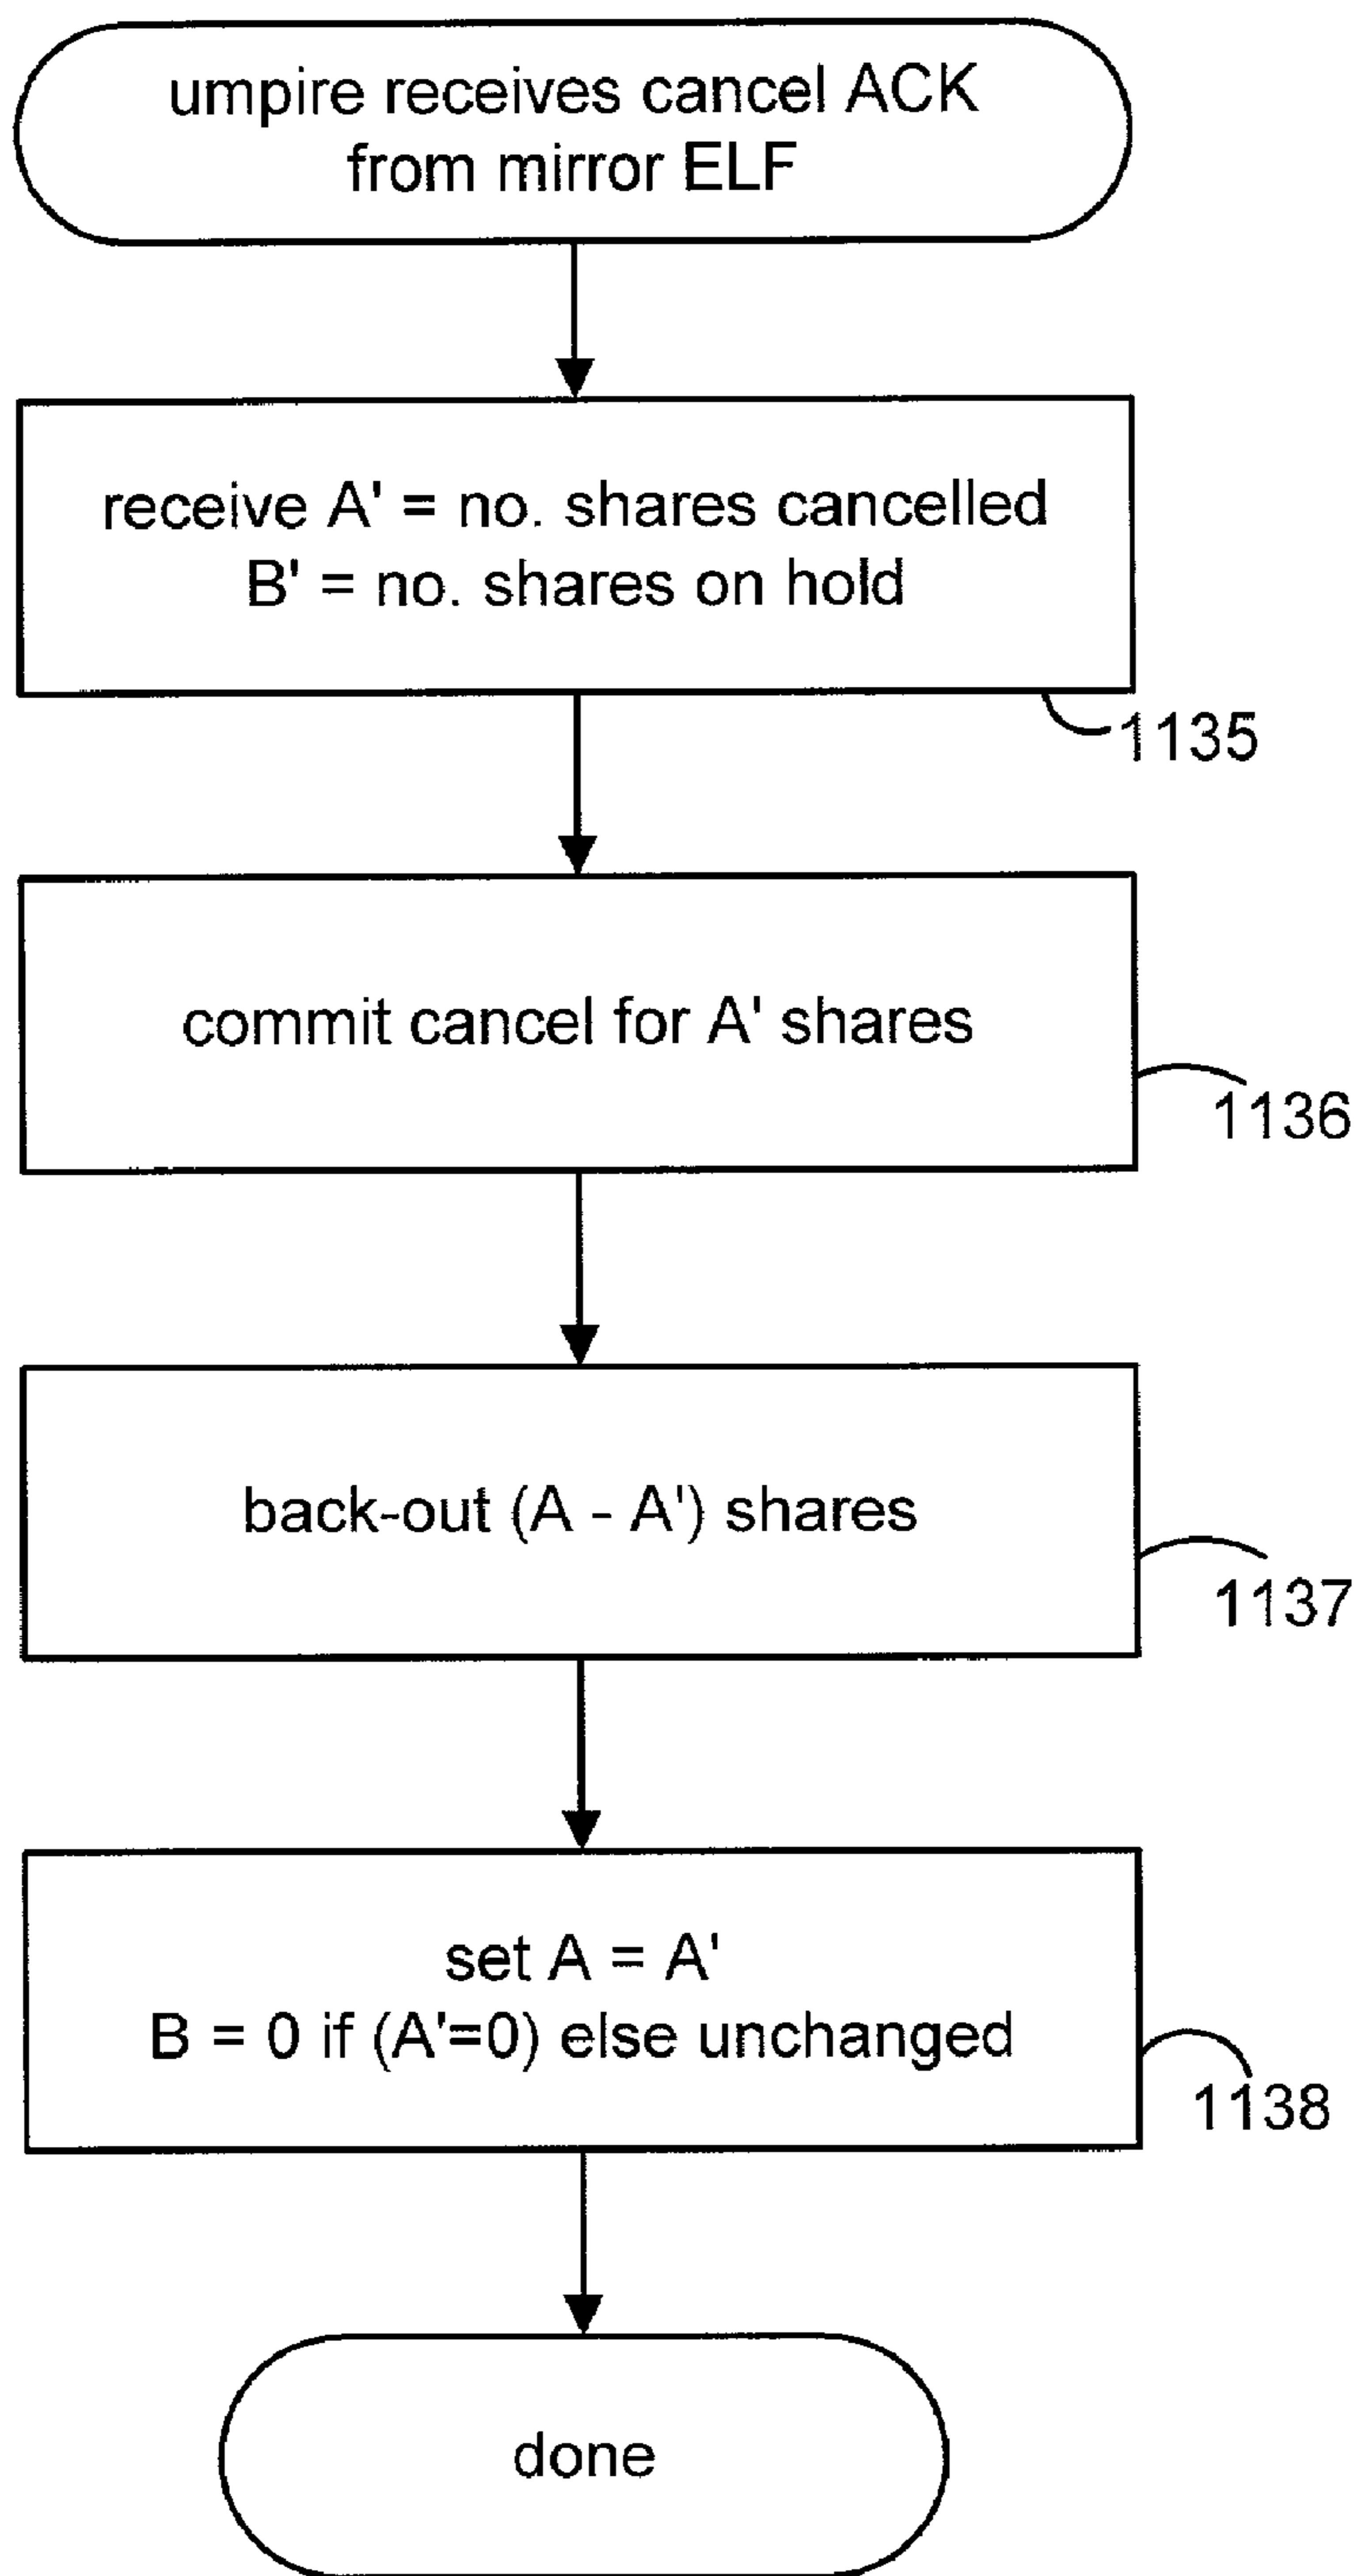 umpire receives cancel ACK
from mirror ELF
receive A' = no. shares cancelled
B' = no. shares on hold
1135
commit cancel for A' shares
1136
back-out (A - A') shares
1137
set A = A'
B = 0 if (A'=0) else unchanged
1138
done